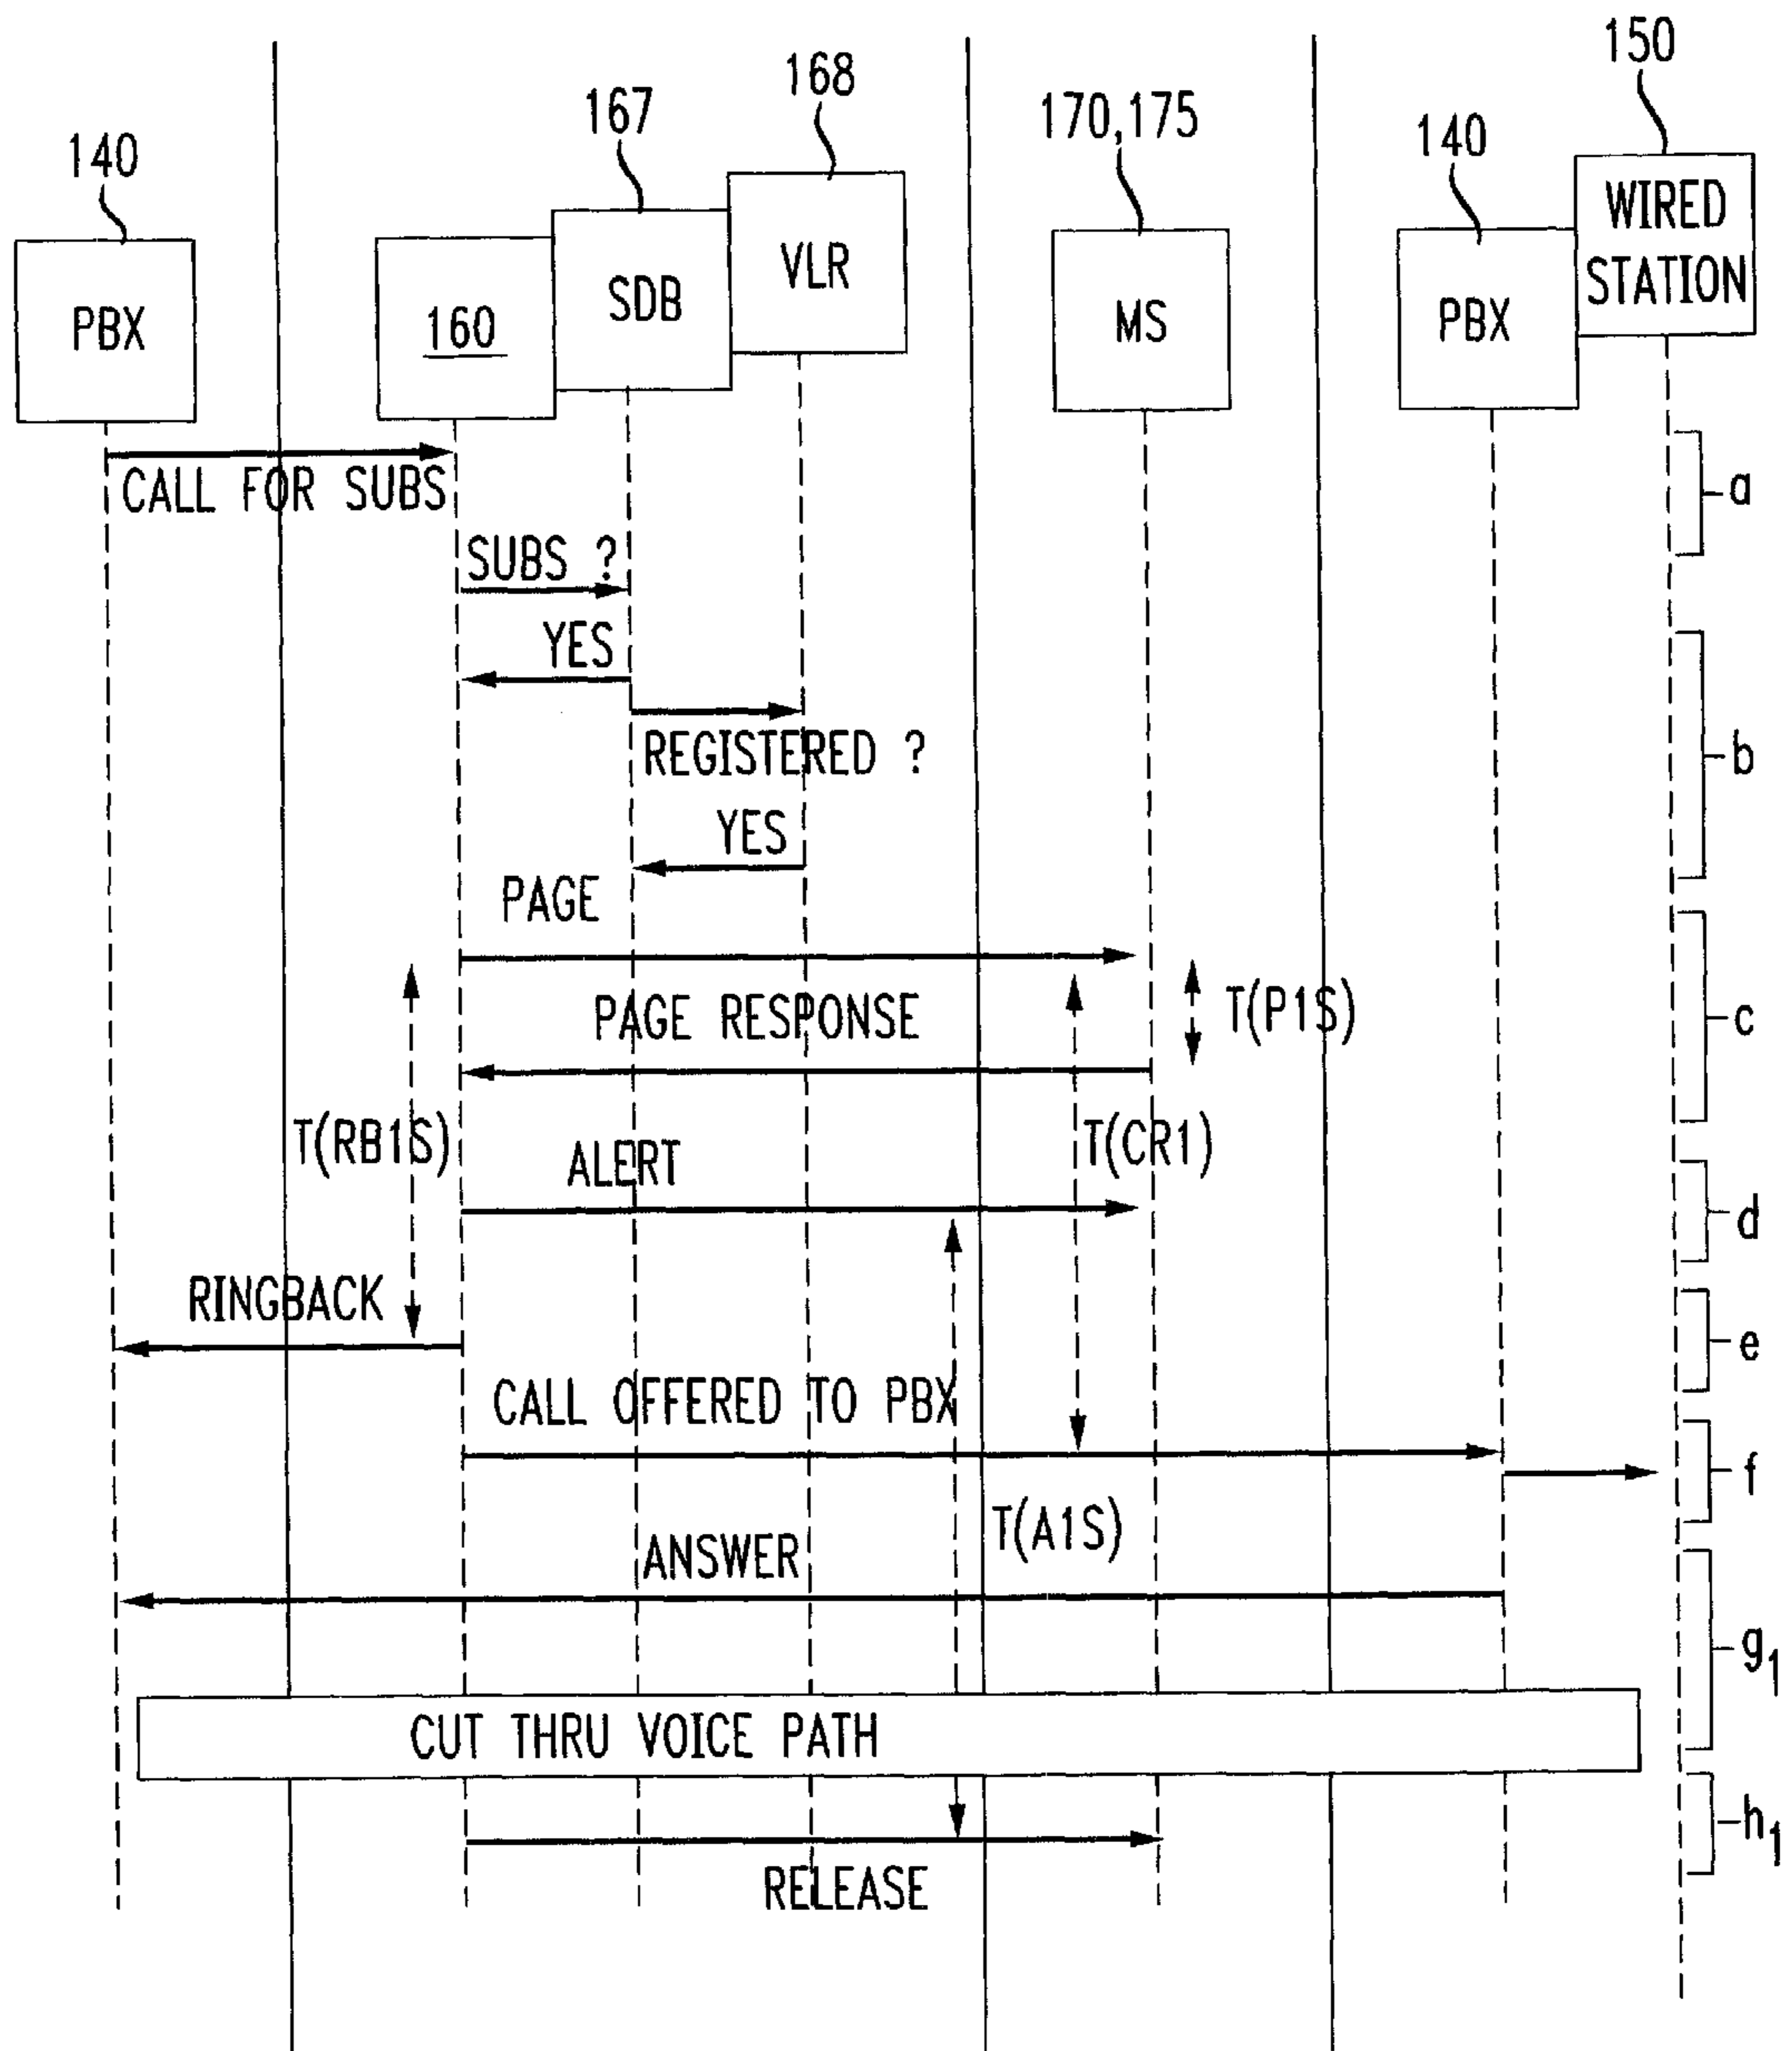 150
168
167
170,175
140
140
WIRED
STATION
VLR
SDB
PBX
160
MS
PBX
CALL FOR SUBS
a
SUBS ?
YES
REGISTERED ?
b
YES
PAGE
PAGE RESPONSE
T(P1S)
c
T(RB1S)
T(CR1)
ALERT
d
RINGBACK
e
CALL OFFERED TO PBX
f
T(A1S)
ANSWER
g1
CUT THRU VOICE PATH
h1
RELEASE